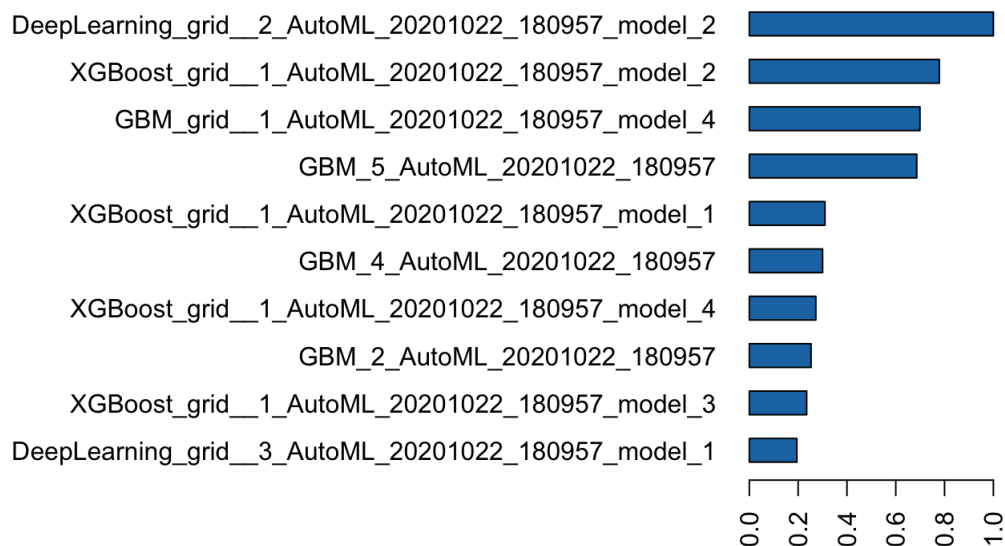 DeepLearning_grid__2_AutoML_20201022_180957_model_2
XGBoost_grid__1_AutoML_20201022_180957_model_2
GBM_grid__1_AutoML_20201022_180957_model_4
GBM_5_AutoML_20201022_180957
XGBoost_grid__1_AutoML_20201022_180957_model_1
GBM_4_AutoML_20201022_180957
XGBoost_grid__1_AutoML_20201022_180957_model_4
GBM_2_AutoML_20201022_180957
XGBoost_grid__1_AutoML_20201022_180957_model_3
DeepLearning_grid__3_AutoML_20201022_180957_model_1
0.0
0.2
0.4
0.6
0.8
1.0